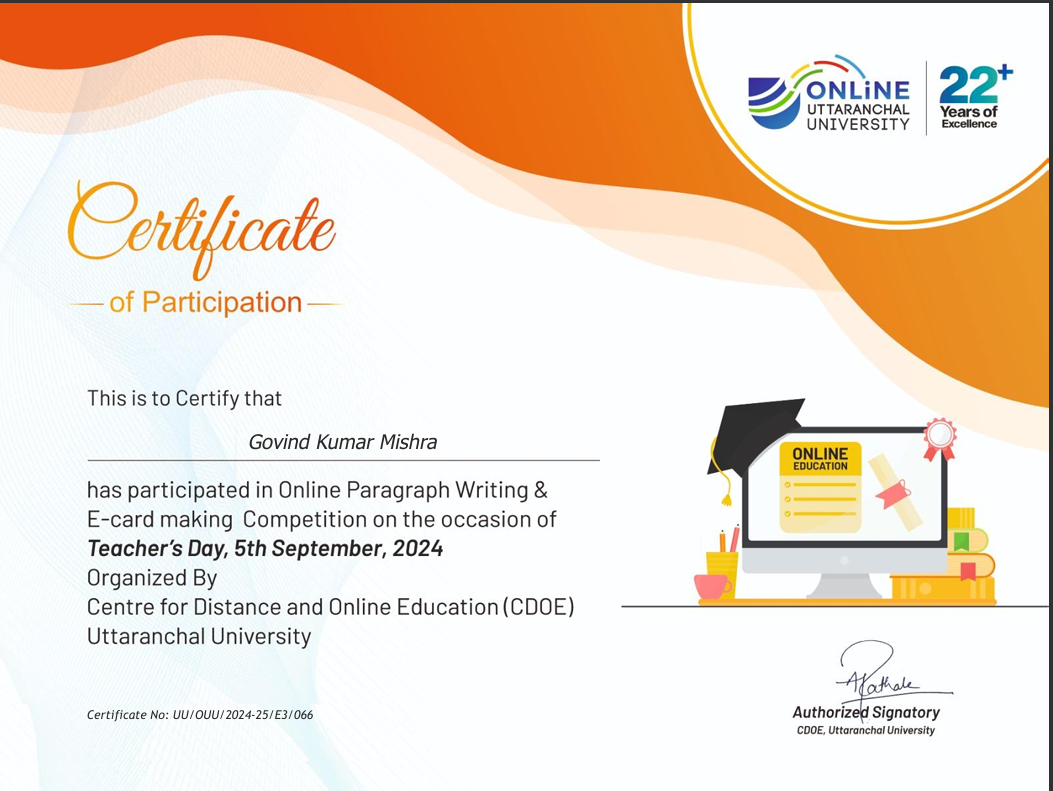 ONLiNE
UTTARANCHAL
UNIVERSITY
22+
Years of
Excellence
Certificate
of Participation
This is to Certify that
Govind Kumar Mishra
has participated in Online Paragraph Writing &
E-card making Competition on the occasion of
Teacher's Day, 5th September, 2024
Organized By
Centre for Distance and Online Education (CDOE)
Uttaranchal University
ONLINE
EDUCATION
Certificate No: UU/OUU/2024-25/E3/066
Authorized Signatory
CDOE, Uttaranchal University